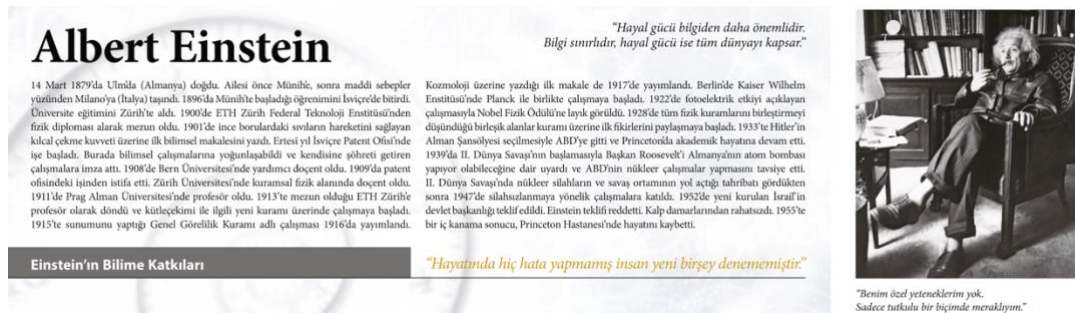 Albert Einstein
"Hayal gücü bilgiden daha önemlidir.
Bilgi sınırlıdır, hayal gücü ise tüm dünyayı kapsar."
14 Mart 1879'da Ulm'da (Almanya) doğdu. Ailesi önce Münih'e, sonra maddi sebepler
yüzünden Milano'ya (İtalya) taşındı. 1896'da Münih'te başladığı öğrenimini İsviçre'de bitirdi.
Üniversite eğitimini Zürih'te aldı. 1900'de ETH Zürih Federal Teknoloji Enstitüsü'nden
fizik diploması alarak mezun oldu. 1901'de ince borulardaki sıvıların hareketini sağlayan
kılcal çekme kuvveti üzerine ilk bilimsel makalesini yazdı. Ertesi yıl İsviçre Patent Ofisi'nde
işe başladı. Burada bilimsel çalışmalarına yoğunlaşabildi ve kendisine şöhreti getiren
çalışmalara imza attı. 1908'de Bern Üniversitesi'nde yardımcı doçent oldu. 1909'da patent
ofisindeki işinden istifa etti. Zürih Üniversitesi'nde kuramsal fizik alanında doçent oldu.
1911'de Prag Alman Üniversitesi'nde profesör oldu. 1913'te mezun olduğu ETH Zürih'e
profesör olarak döndü ve kütleçekimi ile ilgili yeni kuramı üzerinde çalışmaya başladı.
1915'te sunumunu yaptığı Genel Görelilik Kuramı adlı çalışması 1916'da yayımlandı.
Kozmoloji üzerine yazdığı ilk makale de 1917'de yayımlandı. Berlin'de Kaiser Wilhelm
Enstitüsü'nde Planck ile birlikte çalışmaya başladı. 1922'de fotoelektrik etkiyi açıklayan
çalışmasıyla Nobel Fizik Ödülü'ne layık görüldü. 1928'de tüm fizik kuramlarını birleştirmeyi
düşündüğü birleşik alanlar kuramı üzerine ilk fikirlerini paylaşmaya başladı. 1933'te Hitler'in
Alman Şansölyesi seçilmesiyle ABD'ye gitti ve Princeton'da akademik hayatına devam etti.
1939'da II. Dünya Savaşı'nın başlamasıyla Başkan Roosevelt'i Almanya'nın atom bombası
yapıyor olabileceğine dair uyardı ve ABD'nin nükleer çalışmalar yapmasını tavsiye etti.
II. Dünya Savaşı'nda nükleer silahların ve savaş ortamının yol açtığı tahribatı gördükten
sonra 1947'de silahsızlanmaya yönelik çalışmalara katıldı. 1952'de yeni kurulan İsrail'in
devlet başkanlığı teklif edildi. Einstein teklifi reddetti. Kalp damarlarından rahatsızdı. 1955'te
bir iç kanama sonucu, Princeton Hastanesi'nde hayatını kaybetti.
Einstein'ın Bilime Katkıları
"Hayatında hiç hata yapmamış insan yeni birşey denememiştir."
"Benim özel yeteneklerim yok.
Sadece tutkulu bir biçimde meraklıyım."